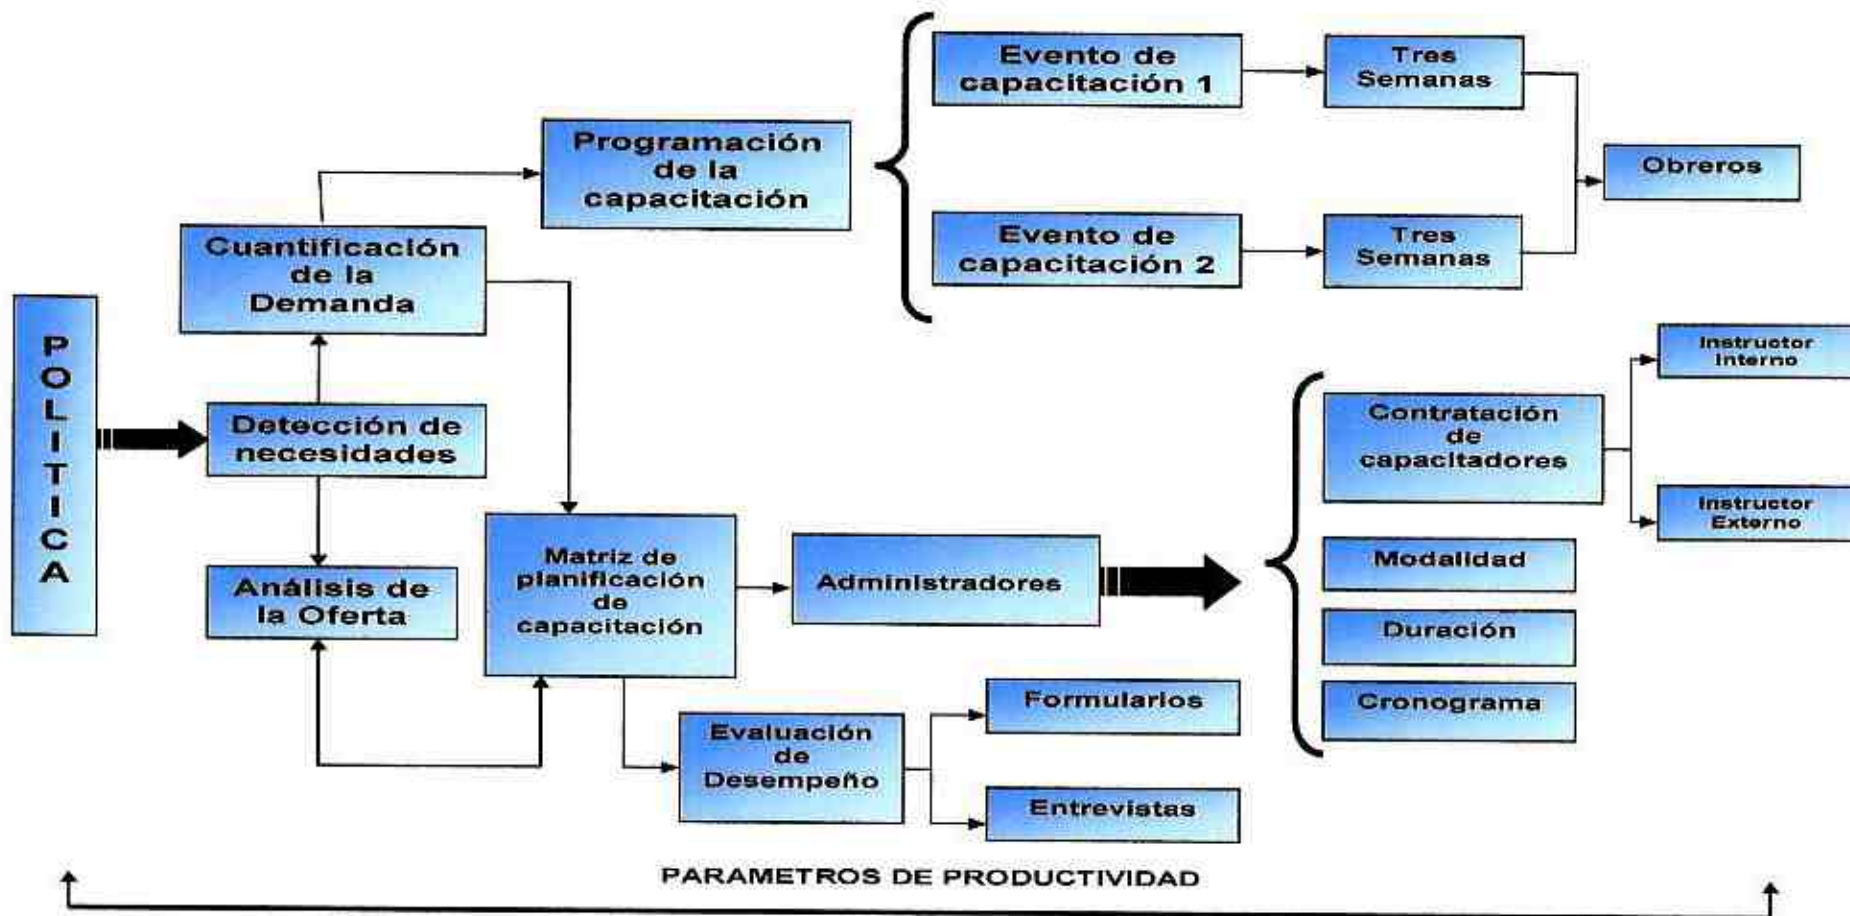 POLITICA
Detección de
necesidades
Cuantificación
de la
Demanda
Análisis de
la Oferta
Programación
de la
capacitación
Evento de
capacitación 1
Tres
Semanas
Evento de
capacitación 2
Tres
Semanas
Obreros
Matriz de
planificación
de
capacitación
Administradores
Contratación
de
capacitadores
Instructor
Interno
Instructor
Externo
Modalidad
Duración
Cronograma
Evaluación
de
Desempeño
Formularios
Entrevistas
PARAMETROS DE PRODUCTIVIDAD